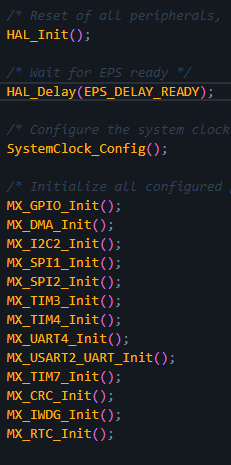 /* Reset of all peripherals,
HAL_Init();
/* Wait for EPS ready */
HAL_Delay(EPS_DELAY_READY);
/* Configure the system clock
SystemClock_Config();
/* Initialize all configured
MX_GPIO_Init();
MX_DMA_Init();
MX_I2C2_Init();
MX_SPI1_Init();
MX_SPI2_Init();
MX_TIM3_Init();
MX_TIM4_Init();
MX_UART4_Init();
MX_USART2_UART_Init();
MX_TIM7_Init();
MX_CRC_Init();
MX_IWDG_Init();
MX_RTC_Init();